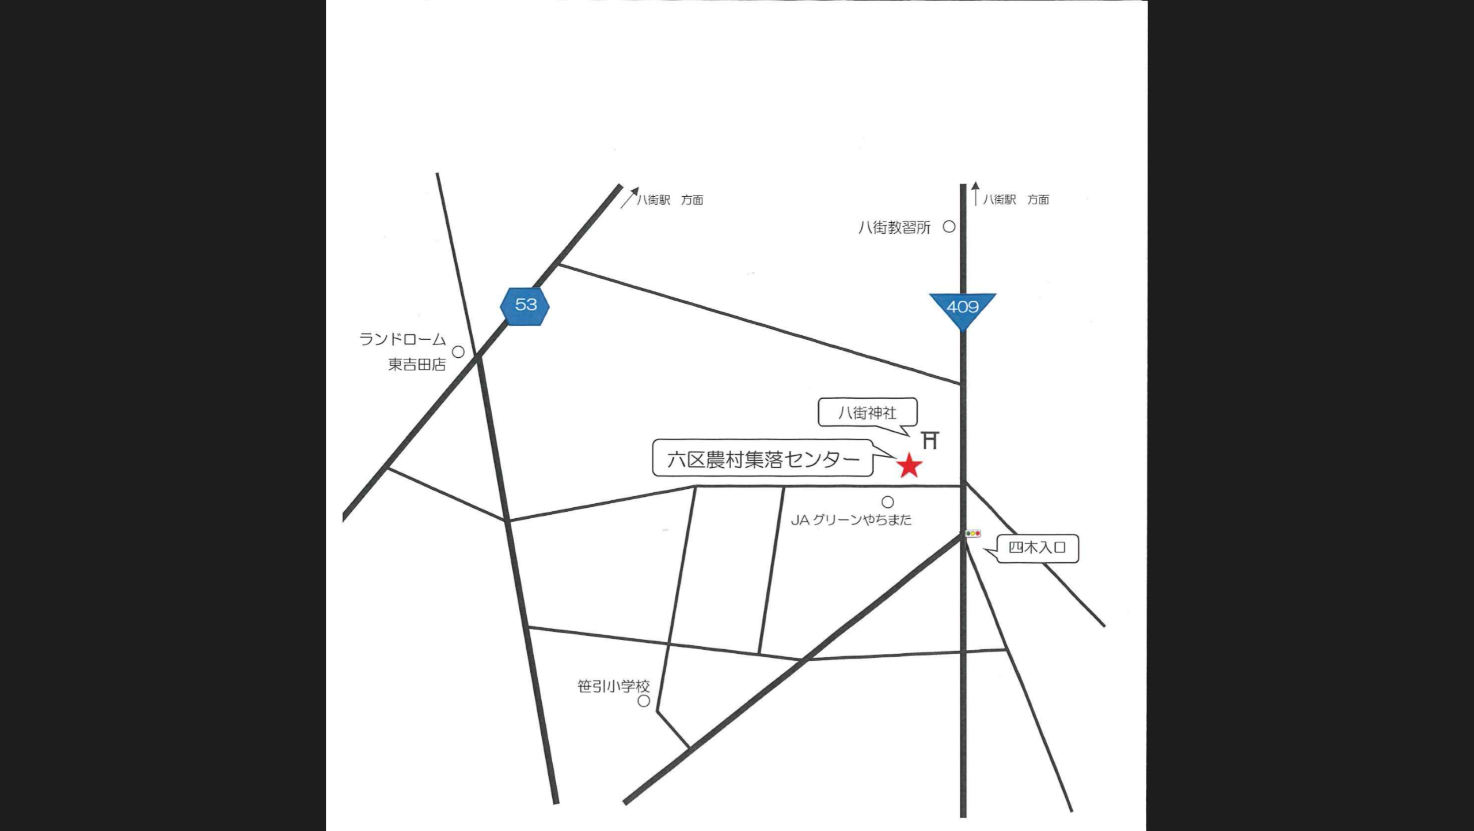 八街駅　方面
八街駅　方面
八街教習所
53
409
ランドローム
東吉田店
八街神社
六区農村集落センター
JAグリーンやちまた
四木入口
笹引小学校